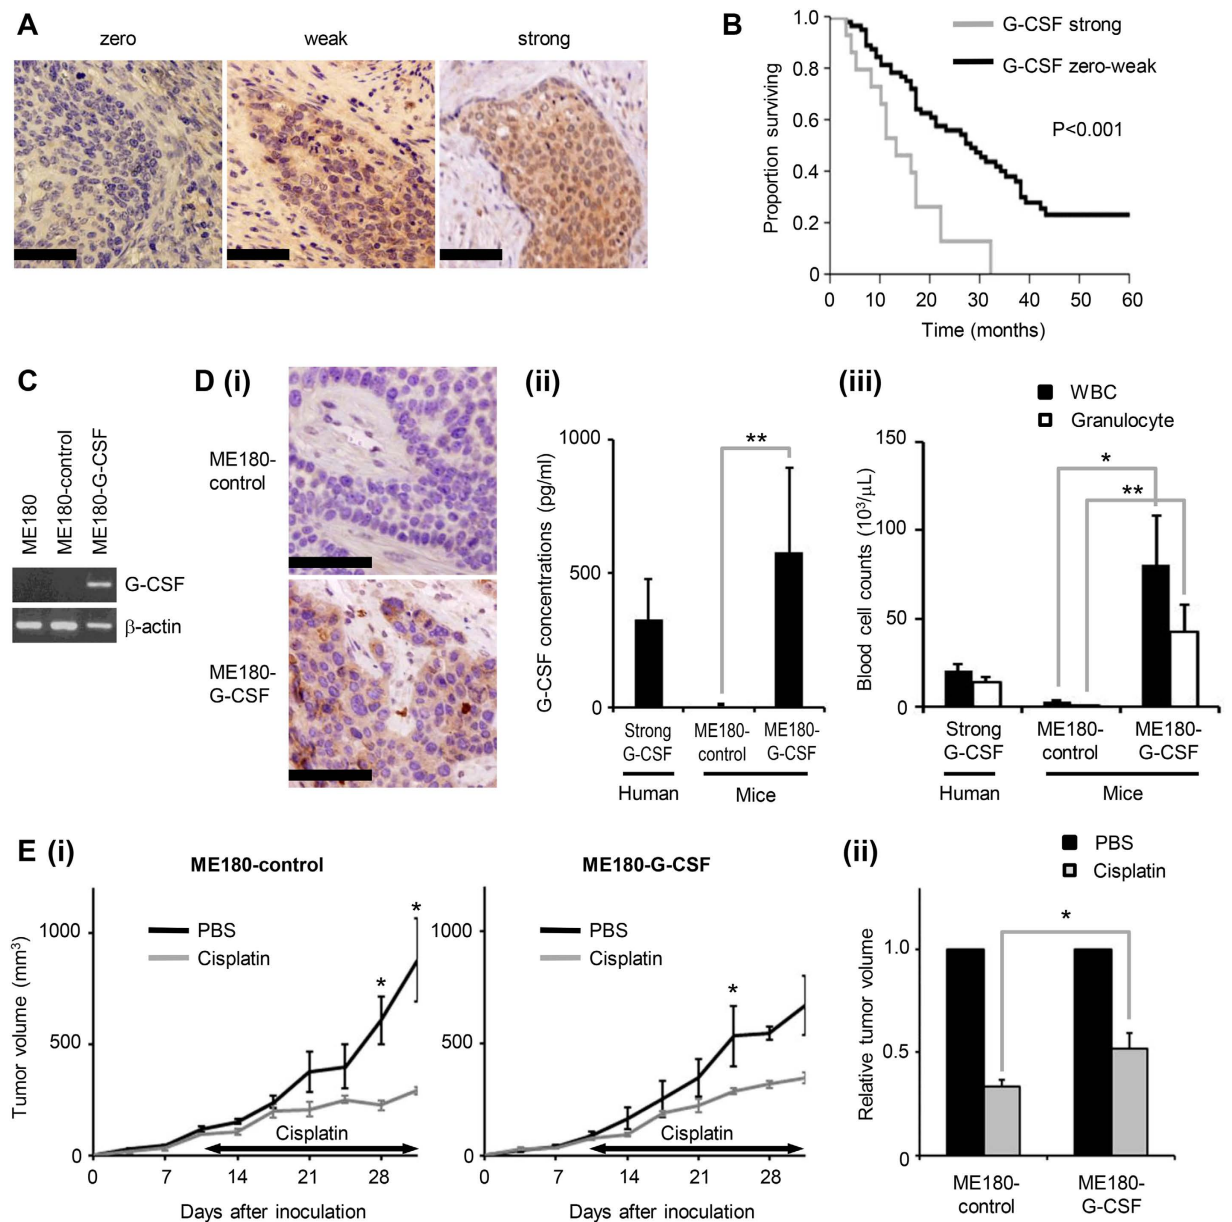 A
zero weak strong
B
G-CSF strong
G-CSF zero-weak
P<0.001
Proportion surviving
1.0
0.8
0.6
0.4
0.2
0
0 10 20 30 40 50 60
Time (months)
C
ME180
ME180-control
ME180-G-CSF
G-CSF
β-actin
D (i)
ME180-
control
ME180-
G-CSF
(ii)
G-CSF concentrations (pg/ml)
1000
500
0
**
Strong
G-CSF
ME180-
control
ME180-
G-CSF
Human Mice
(iii)
WBC
Granulocyte
Blood cell counts (10³/μL)
150
100
50
0
*
**
Strong
G-CSF
ME180-
control
ME180-
G-CSF
Human Mice
E (i)
ME180-control
Tumor volume (mm³)
1000
500
0
PBS
Cisplatin
*
*
Cisplatin
0 7 14 21 28
Days after inoculation
ME180-G-CSF
1000
500
0
PBS
Cisplatin
*
Cisplatin
0 7 14 21 28
Days after inoculation
(ii)
PBS
Cisplatin
Relative tumor volume
1.0
0.5
0
*
ME180-
control
ME180-
G-CSF